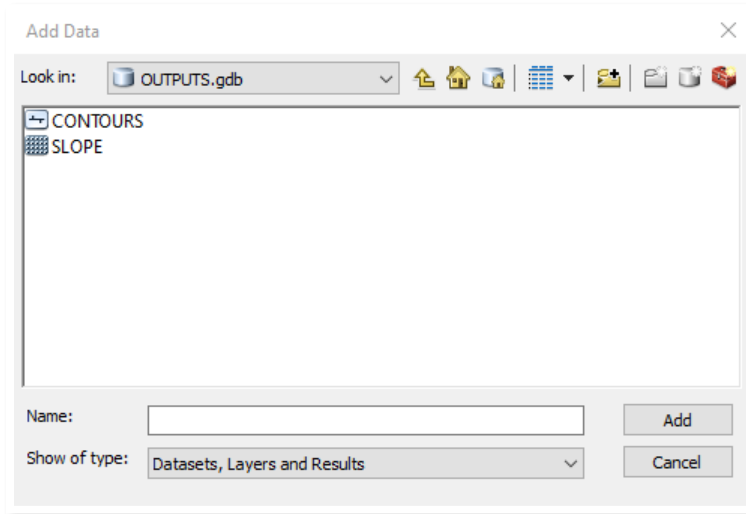 Add Data
Look in: OUTPUTS.gdb
CONTOURS
SLOPE
Name: Add
Show of type: Datasets, Layers and Results Cancel